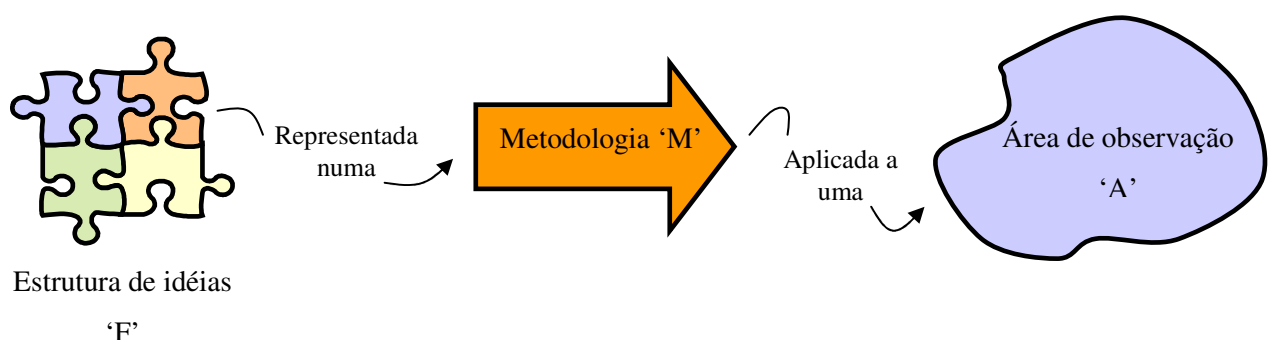 Estrutura de idéias
‘F’
Representada
numa
Metodologia ‘M’
Aplicada a
uma
Área de observação
‘A’